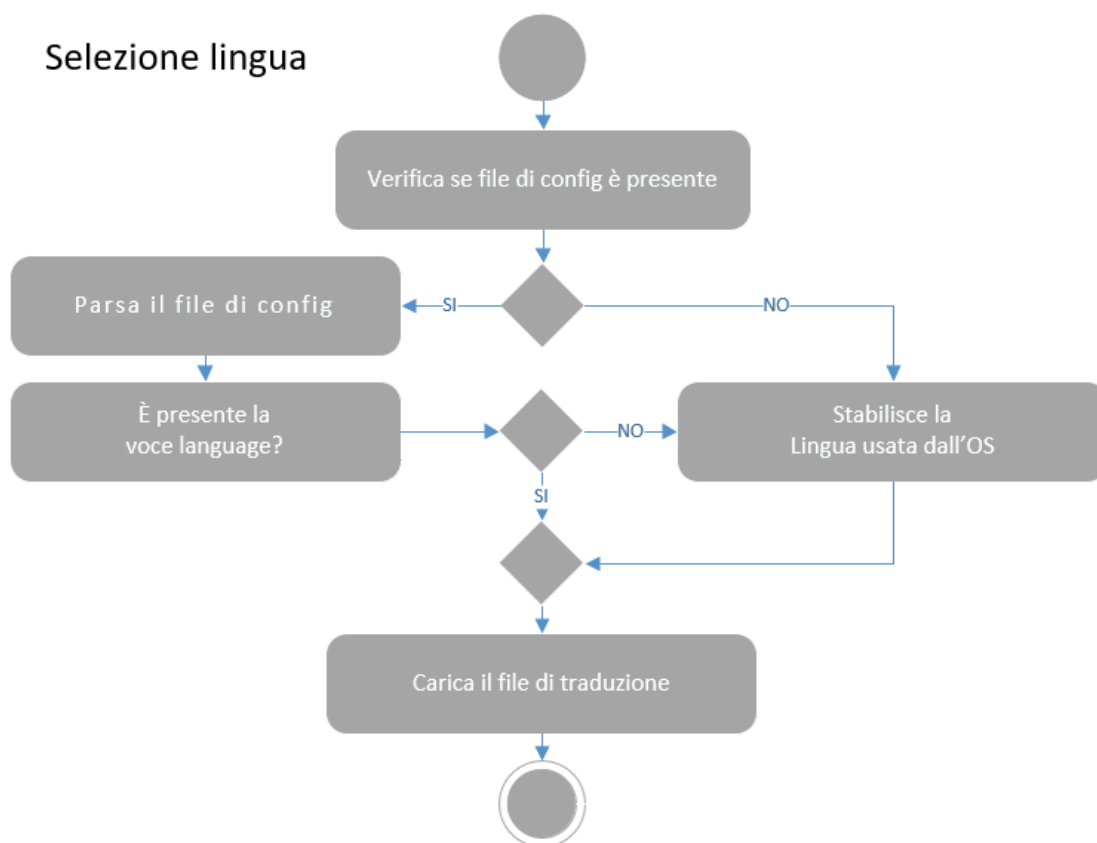 Selezione lingua
Verifica se file di config è presente
Parsa il file di config
SI
NO
È presente la
voce language?
NO
Stabilisce la
Lingua usata dall’OS
SI
Carica il file di traduzione